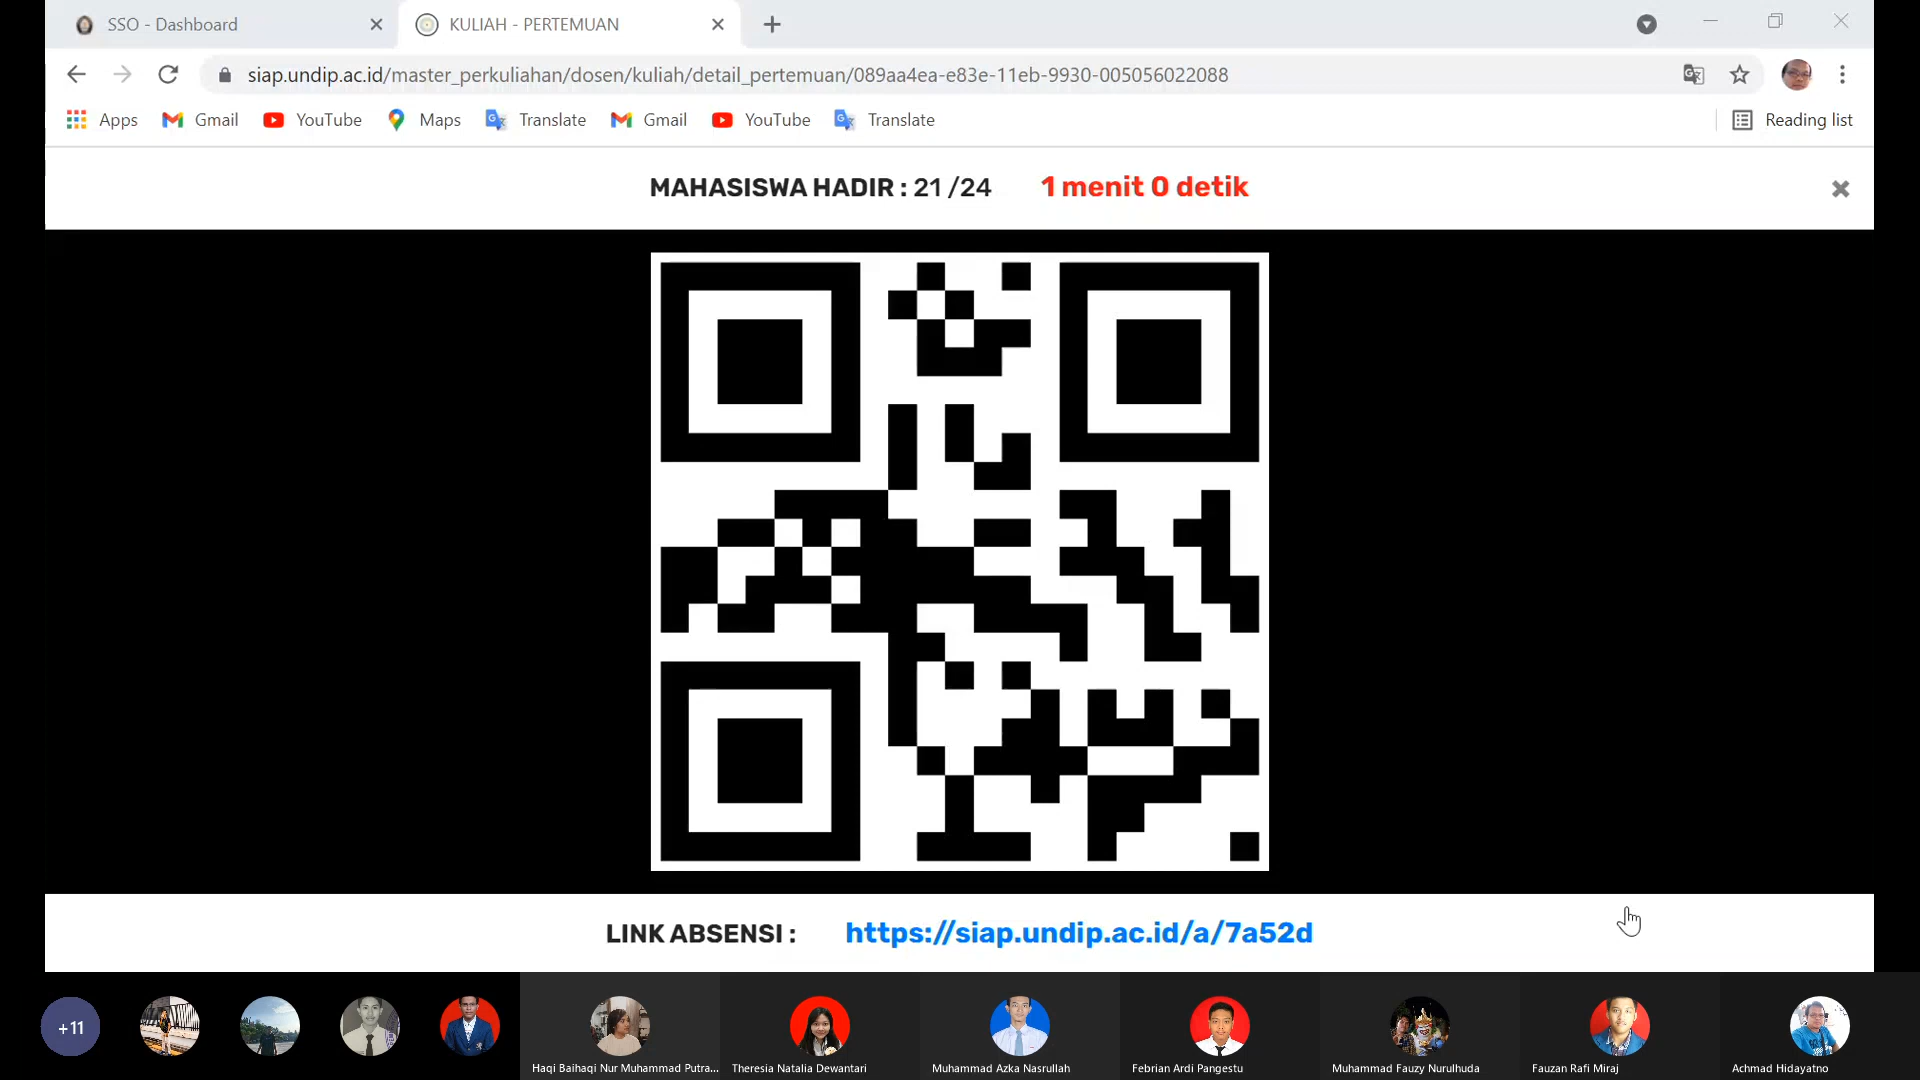 SSO - Dashboard
KULIAH - PERTEMUAN
siap.undip.ac.id/master_perkuliahan/dosen/kuliah/detail_pertemuan/089aa4ea-e83e-11eb-9930-005056022088
Apps Gmail YouTube Maps Translate Gmail YouTube Translate Reading list
MAHASISWA HADIR : 21 /24 1 menit 0 detik
LINK ABSENSI : https://siap.undip.ac.id/a/7a52d
+11
Haqi Baihaqi Nur Muhammad Putra... Theresia Natalia Dewantari Muhammad Azka Nasrullah Febrian Ardi Pangestu Muhammad Fauzy Nurulhuda Fauzan Rafi Miraj Achmad Hidayatno